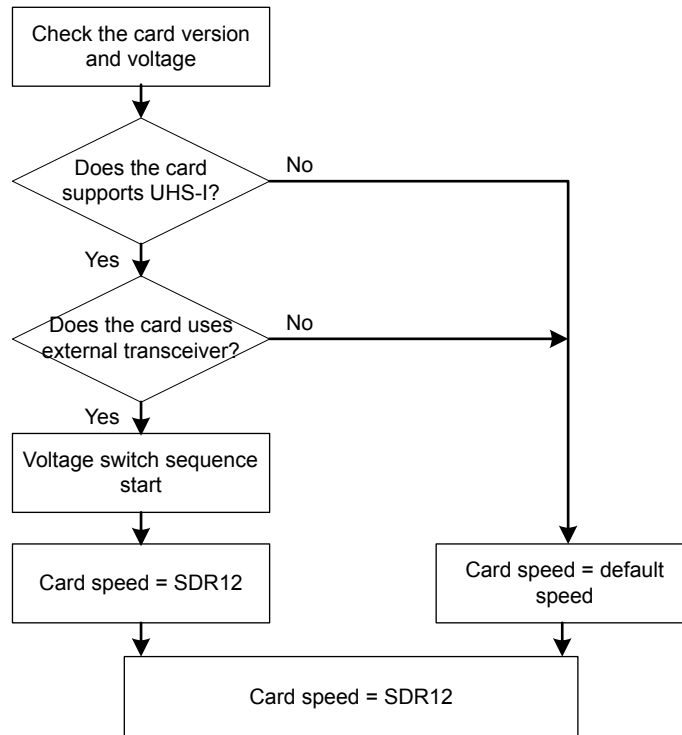 Check the card version
and voltage
Does the card
supports UHS-I?
No
Yes
Does the card uses
external transceiver?
No
Yes
Voltage switch sequence
start
Card speed = SDR12
Card speed = default
speed
Card speed = SDR12